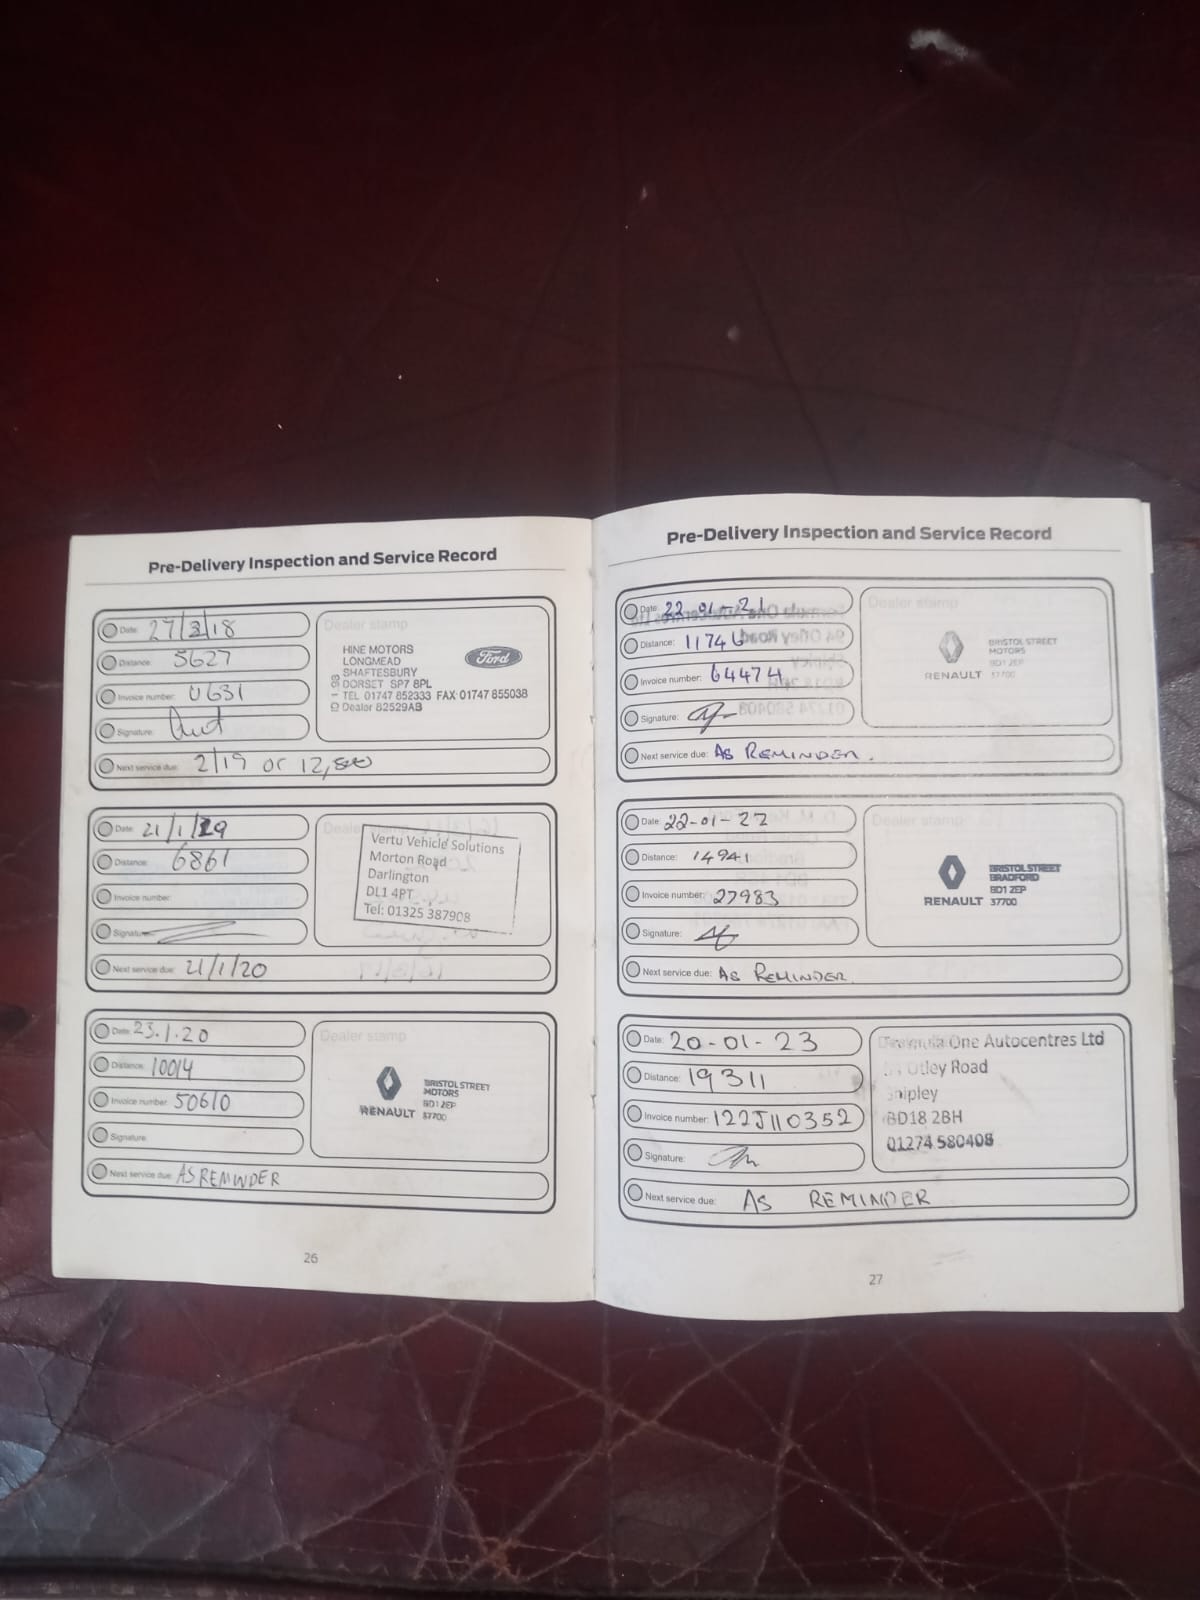 Pre-Delivery Inspection and Service Record
Date: 27/2/18
Distance: 5627
Invoice number: 0631
Signature:
Next service due: 2/19 or 12,500
Dealer stamp
HINE MOTORS
LONGMEAD
SHAFTESBURY
DORSET SP7 8PL
TEL 01747 852333 FAX 01747 855038
Dealer 82529AB
Ford
Date: 21/1/19
Distance: 6861
Invoice number:
Signature:
Next service due: 21/1/20
Dealer stamp
Vertu Vehicle Solutions
Morton Road
Darlington
DL1 4PT
Tel: 01325 387908
Date: 23.1.20
Distance: 10014
Invoice number: 50610
Signature:
Next service due: AS REMINDER
Dealer stamp
RENAULT
BRISTOL STREET
MOTORS
BD1 2EP
37700
26
Pre-Delivery Inspection and Service Record
Date: 22-01-21
Distance: 11746
Invoice number: 64474
Signature:
Next service due: AS REMINDER.
Dealer stamp
RENAULT
BRISTOL STREET
MOTORS
BD1 2EP
37700
Date: 22-01-22
Distance: 14941
Invoice number: 27983
Signature:
Next service due: AS REMINDER
Dealer stamp
RENAULT
BRISTOL STREET
BRADFORD
BD1 2EP
37700
Date: 20-01-23
Distance: 19311
Invoice number: 122J110352
Signature:
Next service due: AS REMINDER
Formula One Autocentres Ltd
Otley Road
Shipley
BD18 2BH
01274 580408
27